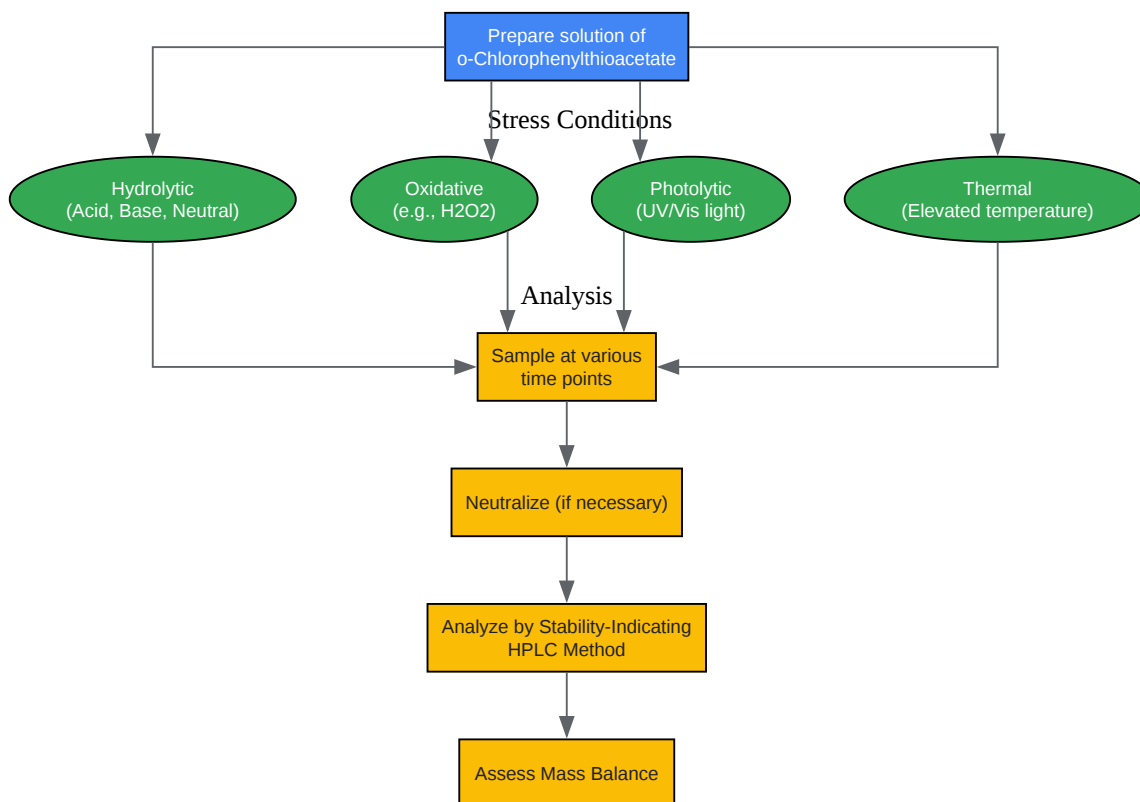 Prepare solution of
o-Chlorophenylthioacetate
Stress Conditions
Hydrolytic
(Acid, Base, Neutral)
Oxidative
(e.g., H2O2)
Photolytic
(UV/Vis light)
Thermal
(Elevated temperature)
Analysis
Sample at various
time points
Neutralize (if necessary)
Analyze by Stability-Indicating
HPLC Method
Assess Mass Balance